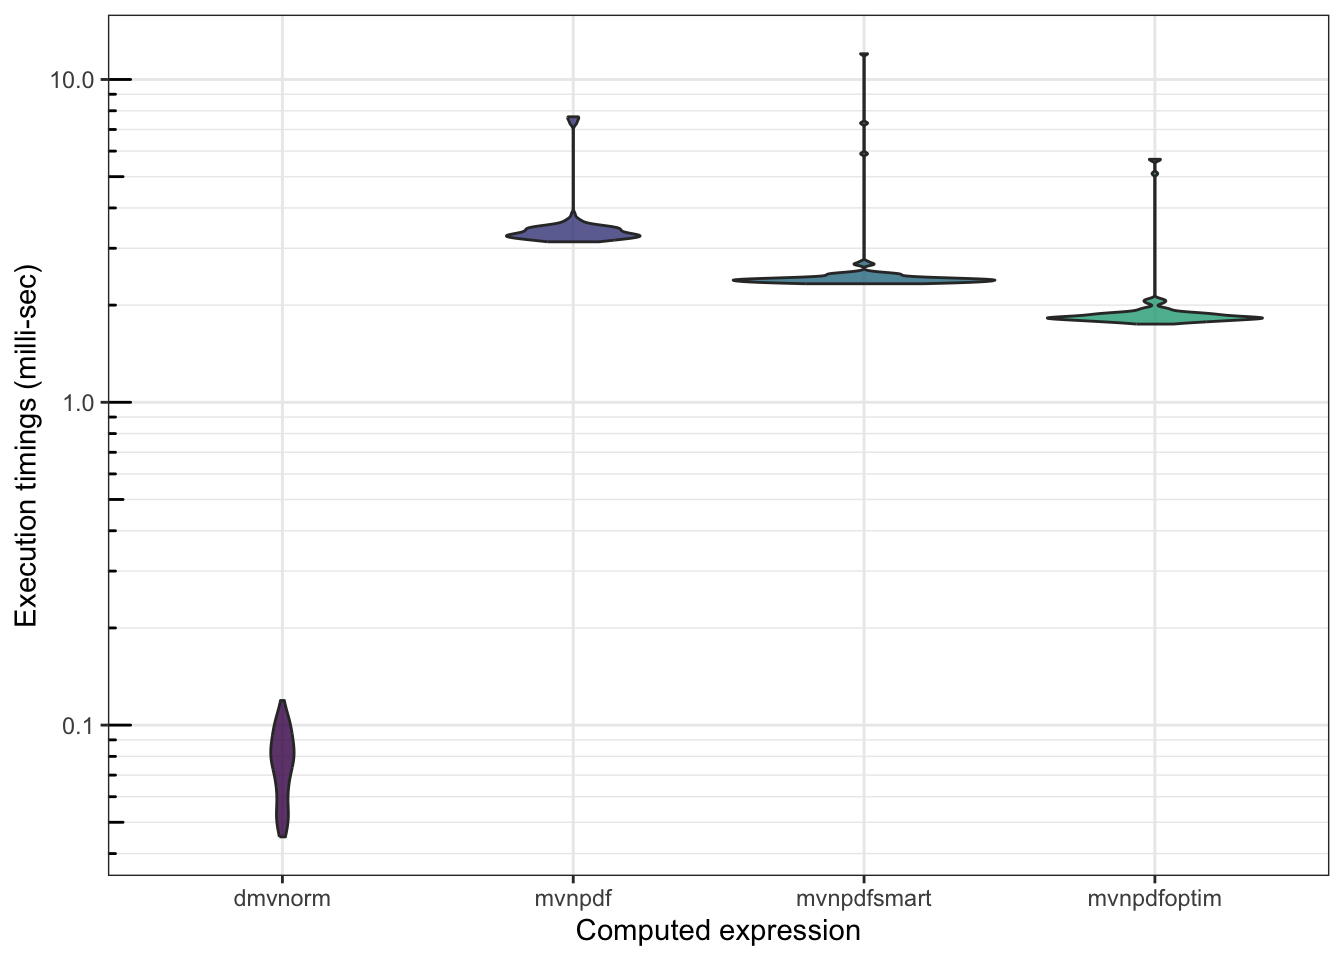 Execution timings (milli-sec)
10.0
1.0
0.1
dmvnorm
mvnpdf
mvnpdfsmart
mvnpdfoptim
Computed expression